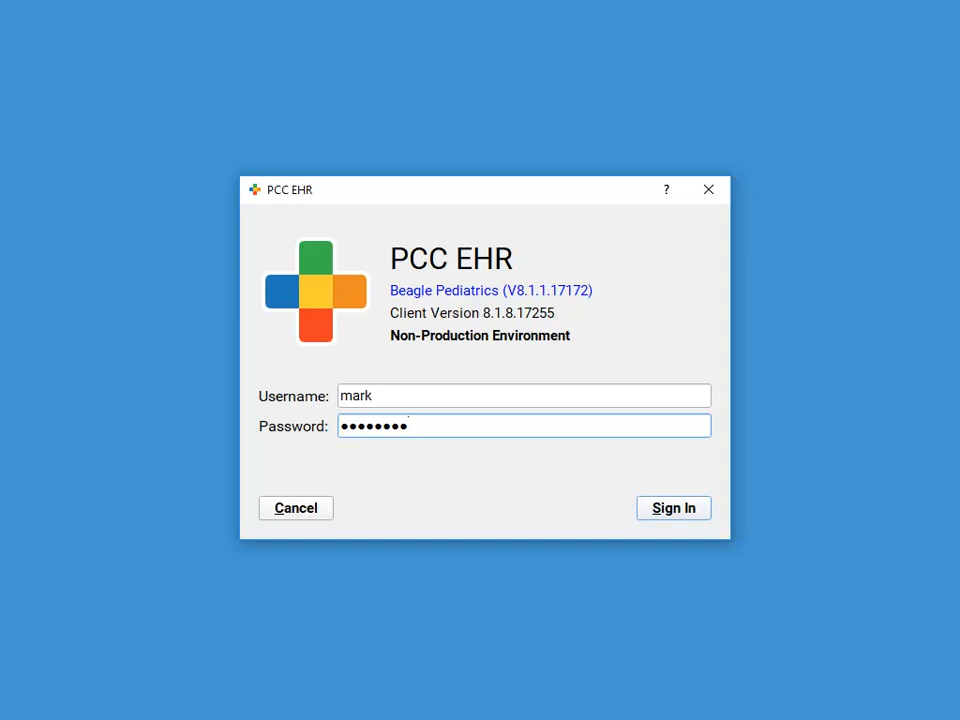 PCC EHR
?
PCC EHR
Beagle Pediatrics (V8.1.1.17172)
Client Version 8.1.8.17255
Non-Production Environment
Username: mark
Password: ●●●●●●●●
Cancel
Sign In